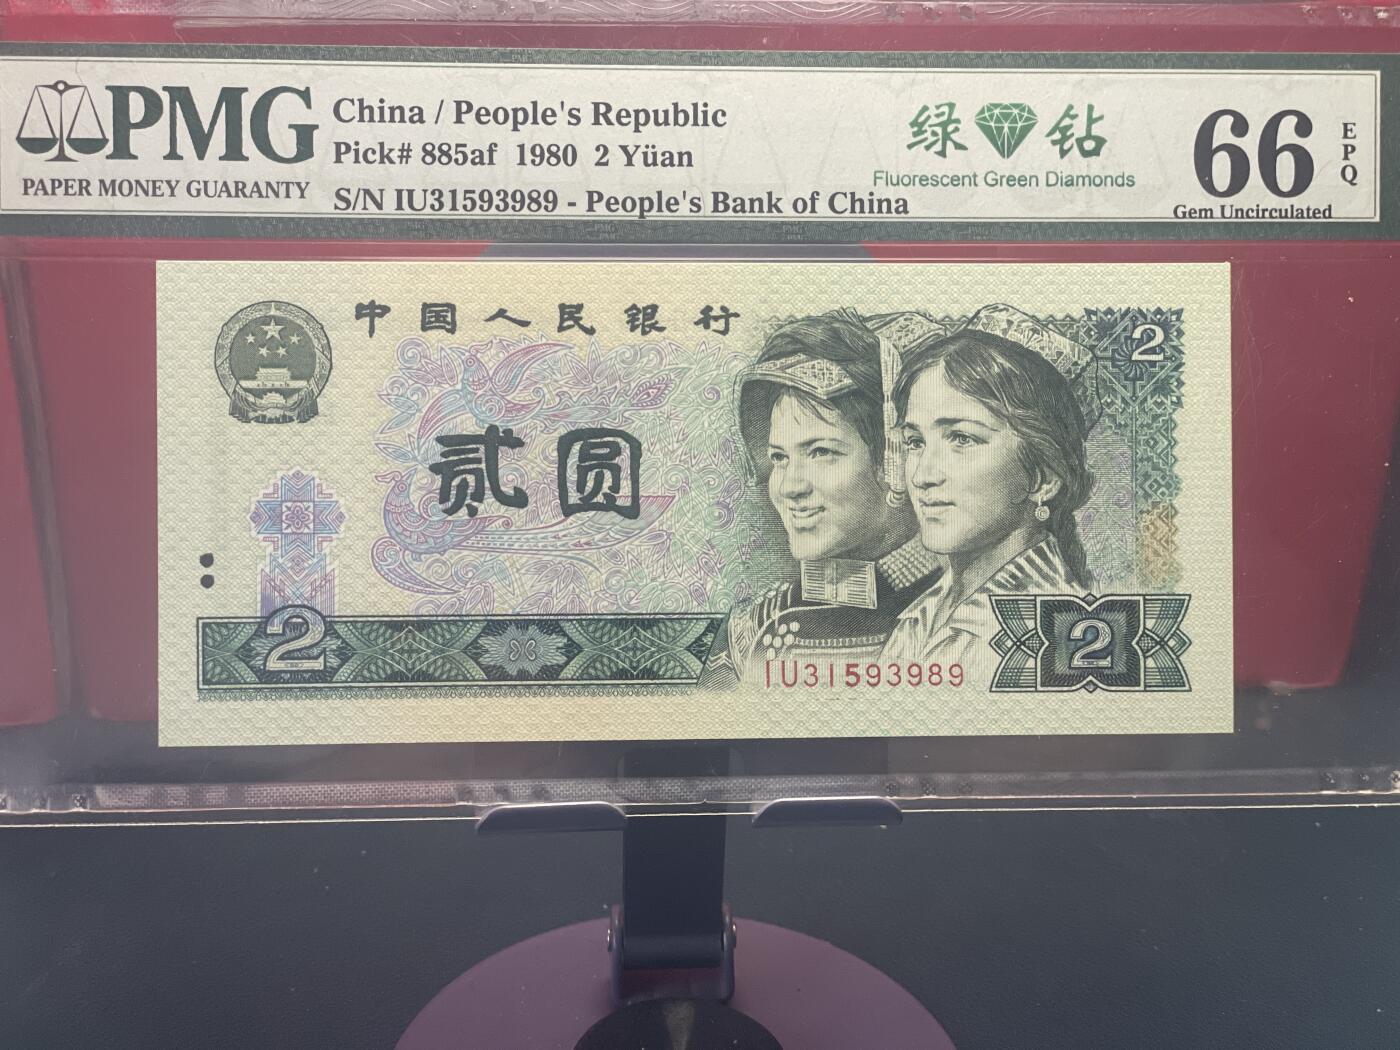 PMG
PAPER MONEY GUARANTY
China / People's Republic
Pick# 885af 1980 2 Yüan
S/N IU31593989 - People's Bank of China
绿 钻
Fluorescent Green Diamonds
66
EPQ
Gem Uncirculated
中国人民银行
2
贰圆
2
2
IU31593989